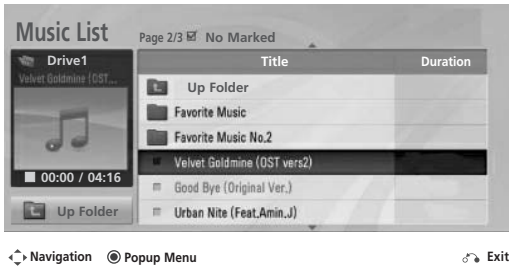 Music List
Page 2/3 No Marked
Drive1
Velvet Goldmine (OST...
00:00 / 04:16
Up Folder
Title Duration
Up Folder
Favorite Music
Favorite Music No.2
Velvet Goldmine (OST vers2)
Good Bye (Original Ver.)
Urban Nite (Feat.Amin.J)
Navigation Popup Menu Exit